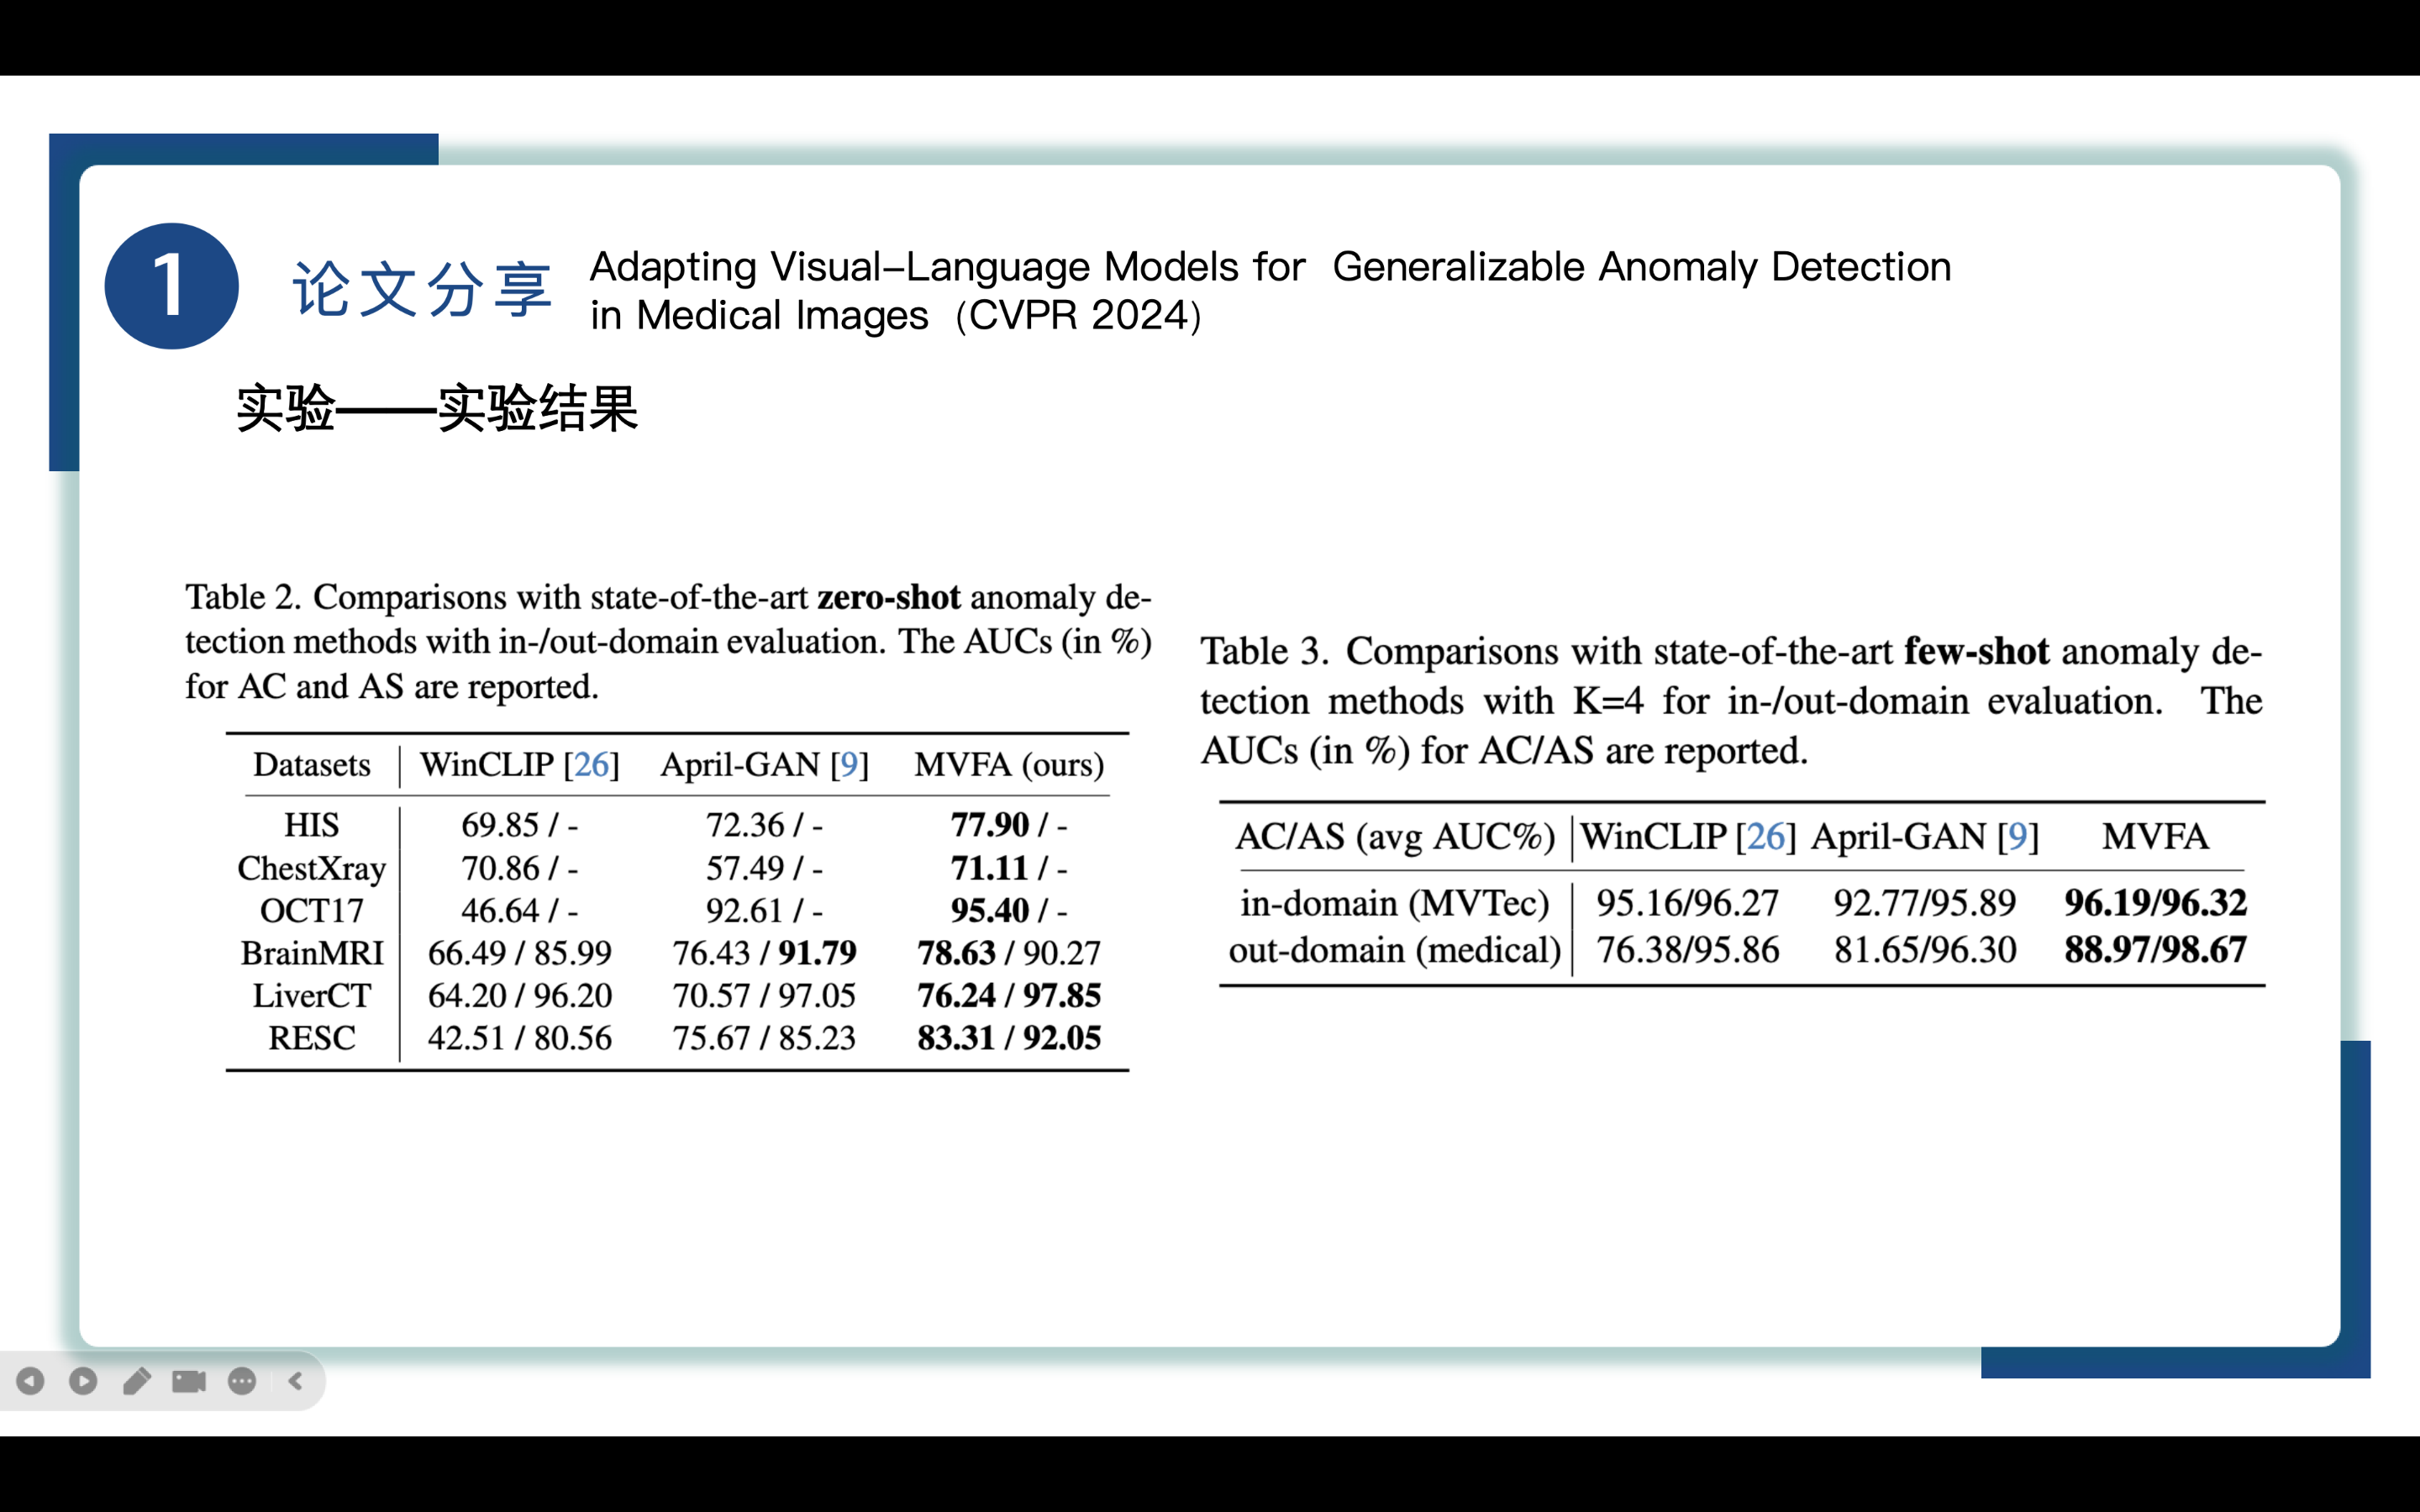 1
论文分享
Adapting Visual-Language Models for Generalizable Anomaly Detection
in Medical Images（CVPR 2024）
实验——实验结果
Table 2. Comparisons with state-of-the-art zero-shot anomaly de-
tection methods with in-/out-domain evaluation. The AUCs (in %)
for AC and AS are reported.
Datasets WinCLIP [26] April-GAN [9] MVFA (ours)
HIS 69.85 / - 72.36 / - 77.90 / -
ChestXray 70.86 / - 57.49 / - 71.11 / -
OCT17 46.64 / - 92.61 / - 95.40 / -
BrainMRI 66.49 / 85.99 76.43 / 91.79 78.63 / 90.27
LiverCT 64.20 / 96.20 70.57 / 97.05 76.24 / 97.85
RESC 42.51 / 80.56 75.67 / 85.23 83.31 / 92.05
Table 3. Comparisons with state-of-the-art few-shot anomaly de-
tection methods with K=4 for in-/out-domain evaluation. The
AUCs (in %) for AC/AS are reported.
AC/AS (avg AUC%) WinCLIP [26] April-GAN [9] MVFA
in-domain (MVTec) 95.16/96.27 92.77/95.89 96.19/96.32
out-domain (medical) 76.38/95.86 81.65/96.30 88.97/98.67